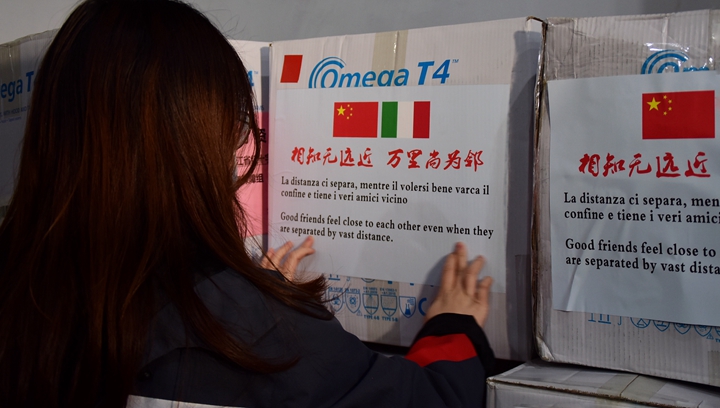 ega T4
Omega T4™
相知无远近 万里尚为邻
La distanza ci separa, mentre il volersi bene varca il
confine e tiene i veri amici vicino
Good friends feel close to each other even when they
are separated by vast distance.
相知无远近
La distanza ci separa, mentre
confine e tiene i veri amici
Good friends feel close to
are separated by vast dista